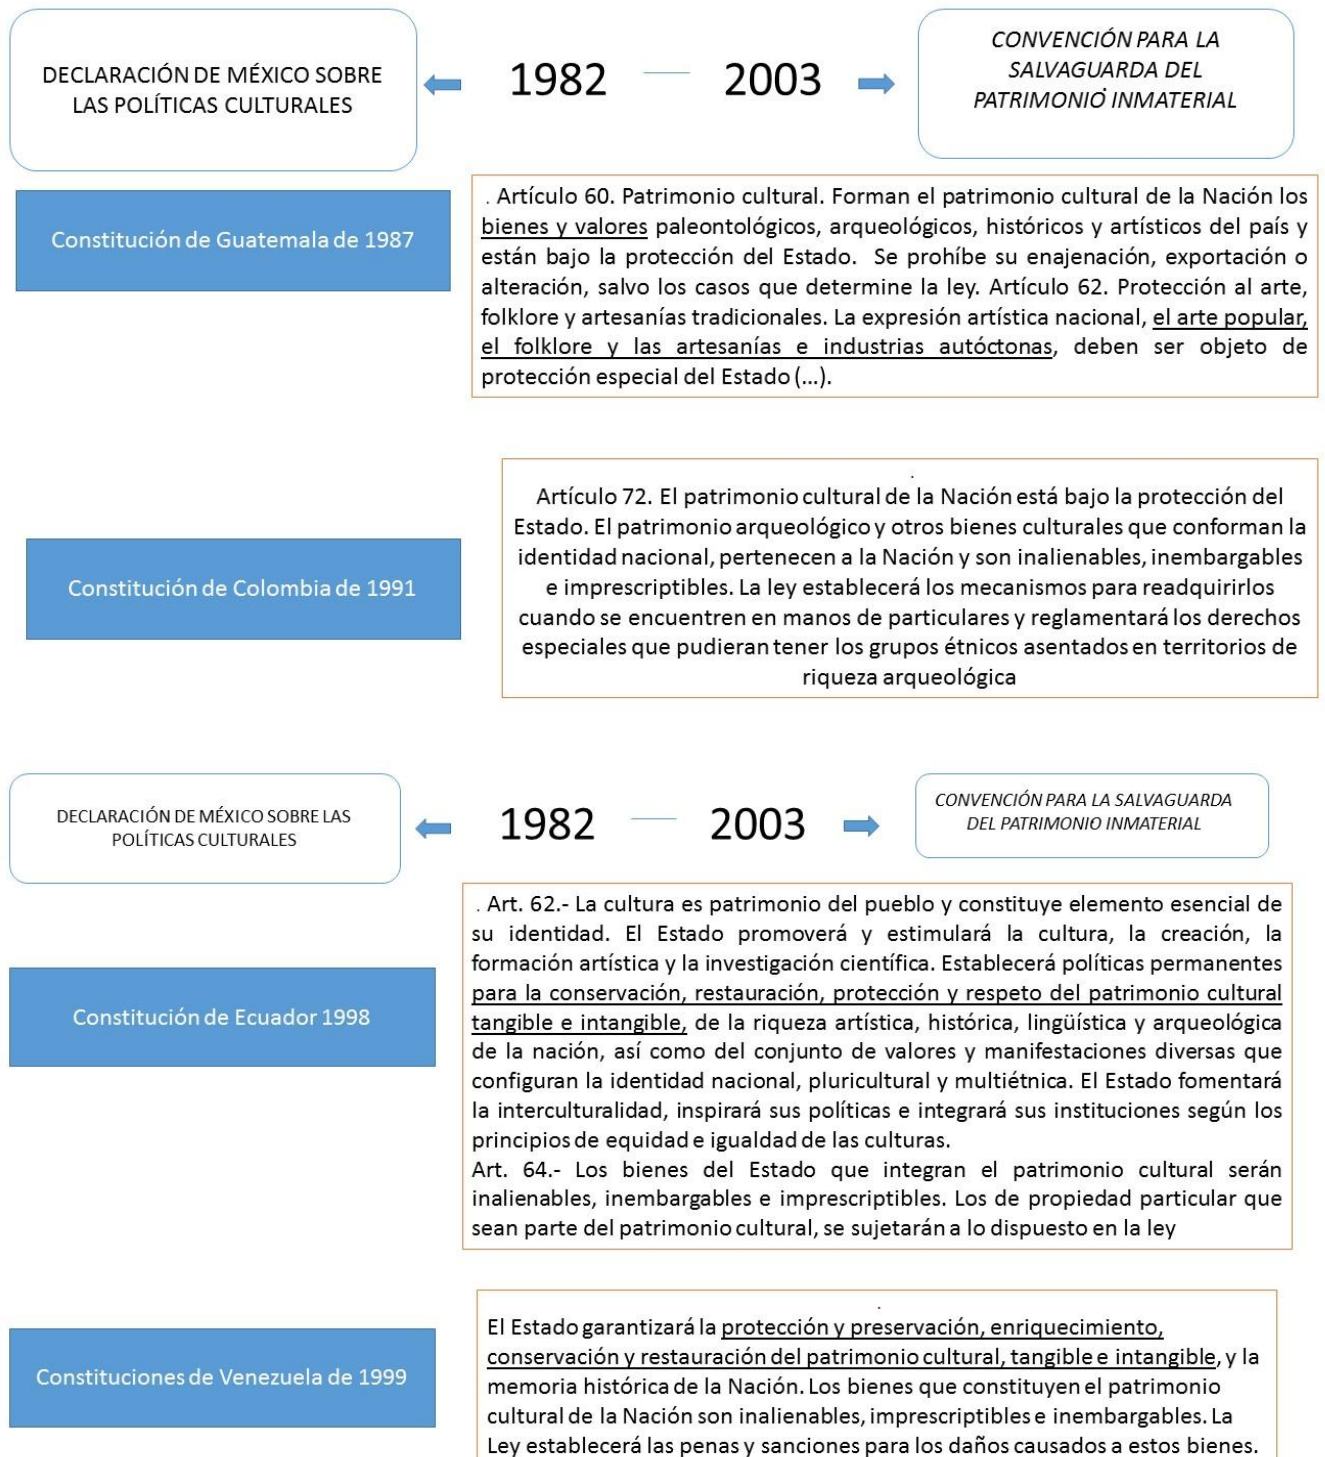 DECLARACIÓN DE MÉXICO SOBRE
LAS POLÍTICAS CULTURALES
1982
2003
CONVENCIÓN PARA LA
SALVAGUARDA DEL
PATRIMONIO INMATERIAL
Constitución de Guatemala de 1987
. Artículo 60. Patrimonio cultural. Forman el patrimonio cultural de la Nación los
bienes y valores paleontológicos, arqueológicos, históricos y artísticos del país y
están bajo la protección del Estado. Se prohíbe su enajenación, exportación o
alteración, salvo los casos que determine la ley. Artículo 62. Protección al arte,
folklore y artesanías tradicionales. La expresión artística nacional, el arte popular,
el folklore y las artesanías e industrias autóctonas, deben ser objeto de
protección especial del Estado (...).
Constitución de Colombia de 1991
.
Artículo 72. El patrimonio cultural de la Nación está bajo la protección del
Estado. El patrimonio arqueológico y otros bienes culturales que conforman la
identidad nacional, pertenecen a la Nación y son inalienables, inembargables
e imprescriptibles. La ley establecerá los mecanismos para readquirirlos
cuando se encuentren en manos de particulares y reglamentará los derechos
especiales que pudieran tener los grupos étnicos asentados en territorios de
riqueza arqueológica
DECLARACIÓN DE MÉXICO SOBRE LAS
POLÍTICAS CULTURALES
1982
2003
CONVENCIÓN PARA LA SALVAGUARDA
DEL PATRIMONIO INMATERIAL
Constitución de Ecuador 1998
. Art. 62.- La cultura es patrimonio del pueblo y constituye elemento esencial de
su identidad. El Estado promoverá y estimulará la cultura, la creación, la
formación artística y la investigación científica. Establecerá políticas permanentes
para la conservación, restauración, protección y respeto del patrimonio cultural
tangible e intangible, de la riqueza artística, histórica, lingüística y arqueológica
de la nación, así como del conjunto de valores y manifestaciones diversas que
configuran la identidad nacional, pluricultural y multiétnica. El Estado fomentará
la interculturalidad, inspirará sus políticas e integrará sus instituciones según los
principios de equidad e igualdad de las culturas.
Art. 64.- Los bienes del Estado que integran el patrimonio cultural serán
inalienables, inembargables e imprescriptibles. Los de propiedad particular que
sean parte del patrimonio cultural, se sujetarán a lo dispuesto en la ley
Constituciones de Venezuela de 1999
.
El Estado garantizará la protección y preservación, enriquecimiento,
conservación y restauración del patrimonio cultural, tangible e intangible, y la
memoria histórica de la Nación. Los bienes que constituyen el patrimonio
cultural de la Nación son inalienables, imprescriptibles e inembargables. La
Ley establecerá las penas y sanciones para los daños causados a estos bienes.